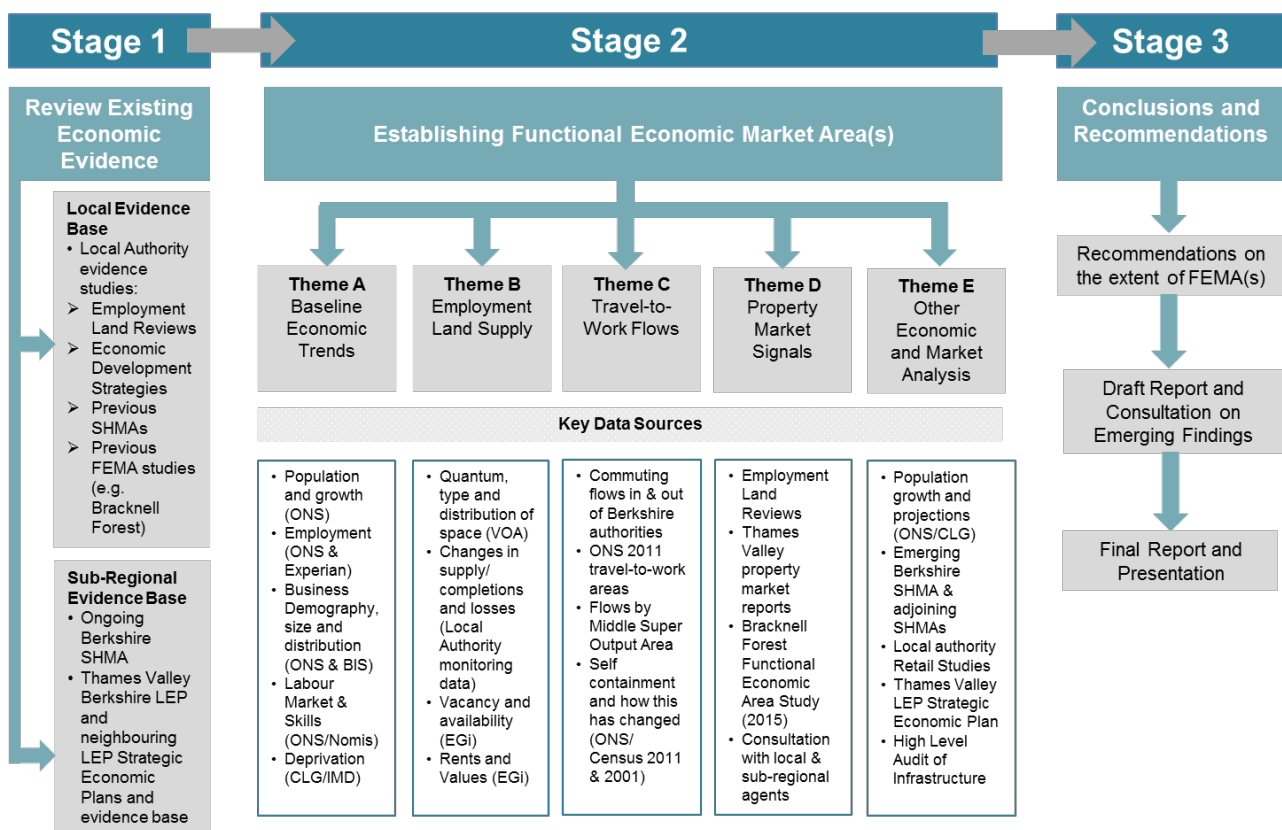 Stage 1
Stage 2
Stage 3
Review Existing
Economic
Evidence
Local Evidence
Base
• Local Authority
evidence
studies:
➢ Employment
Land Reviews
➢ Economic
Development
Strategies
➢ Previous
SHMAs
➢ Previous
FEMA studies
(e.g.
Bracknell
Forest)
Sub-Regional
Evidence Base
• Ongoing
Berkshire
SHMA
• Thames Valley
Berkshire LEP
and
neighbouring
LEP Strategic
Economic
Plans and
evidence base
Establishing Functional Economic Market Area(s)
Theme A
Baseline
Economic
Trends
Theme B
Employment
Land Supply
Theme C
Travel-to-
Work Flows
Theme D
Property
Market
Signals
Theme E
Other
Economic
and Market
Analysis
Key Data Sources
• Population
and growth
(ONS)
• Employment
(ONS &
Experian)
• Business
Demography,
size and
distribution
(ONS & BIS)
• Labour
Market &
Skills
(ONS/Nomis)
• Deprivation
(CLG/IMD)
• Quantum,
type and
distribution of
space (VOA)
• Changes in
supply/
completions
and losses
(Local
Authority
monitoring
data)
• Vacancy and
availability
(EGi)
• Rents and
Values (EGi)
• Commuting
flows in & out
of Berkshire
authorities
• ONS 2011
travel-to-work
areas
• Flows by
Middle Super
Output Area
• Self
containment
and how this
has changed
(ONS/
Census 2011
& 2001)
• Employment
Land
Reviews
• Thames
Valley
property
market
reports
• Bracknell
Forest
Functional
Economic
Area Study
(2015)
• Consultation
with local &
sub-regional
agents
• Population
growth and
projections
(ONS/CLG)
• Emerging
Berkshire
SHMA &
adjoining
SHMAs
• Local authority
Retail Studies
• Thames Valley
LEP Strategic
Economic Plan
• High Level
Audit of
Infrastructure
Conclusions and
Recommendations
Recommendations on
the extent of FEMA(s)
Draft Report and
Consultation on
Emerging Findings
Final Report and
Presentation